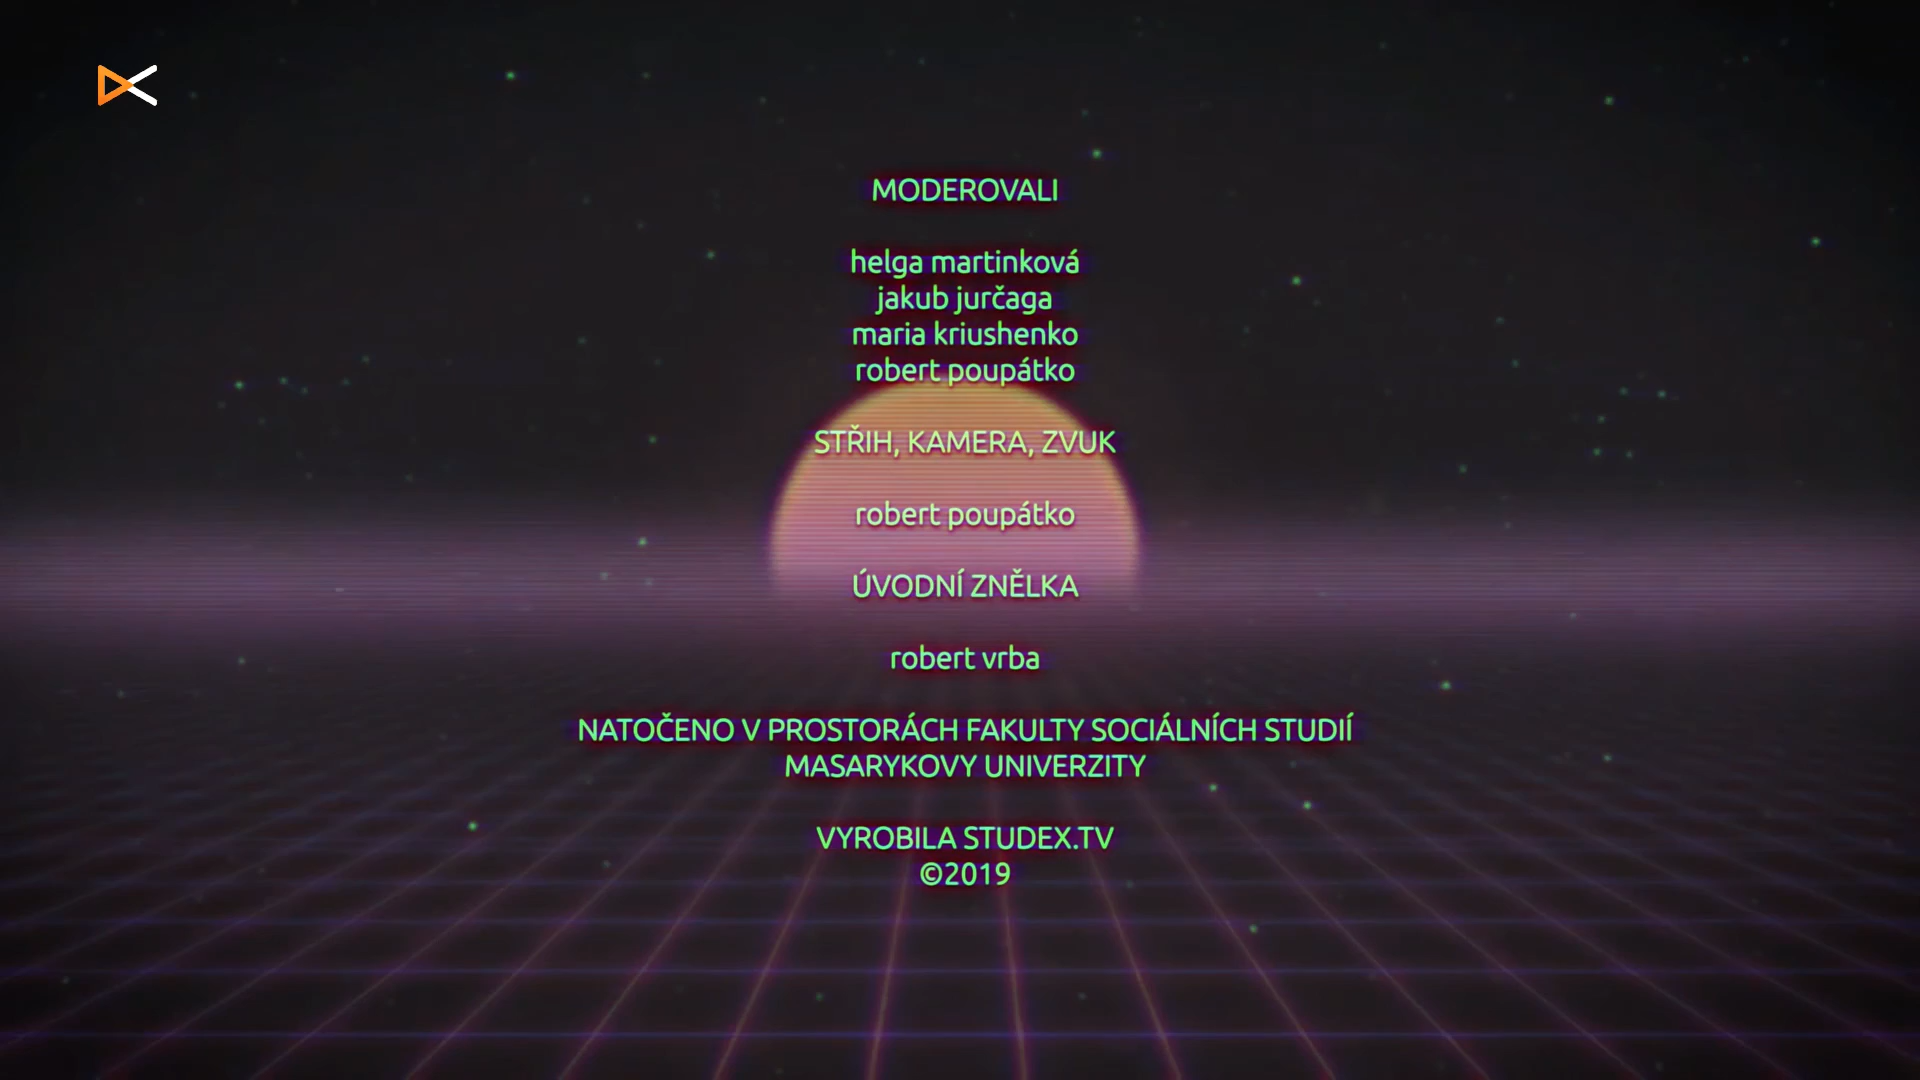 MODEROVALI
helga martinková
jakub jurčaga
maria kriushenko
robert poupátko
STŘIH, KAMERA, ZVUK
robert poupátko
ÚVODNÍ ZNĚLKA
robert vrba
NATOČENO V PROSTORÁCH FAKULTY SOCIÁLNÍCH STUDIÍ
MASARYKOVY UNIVERZITY
VYROBILA STUDEX.TV
©2019